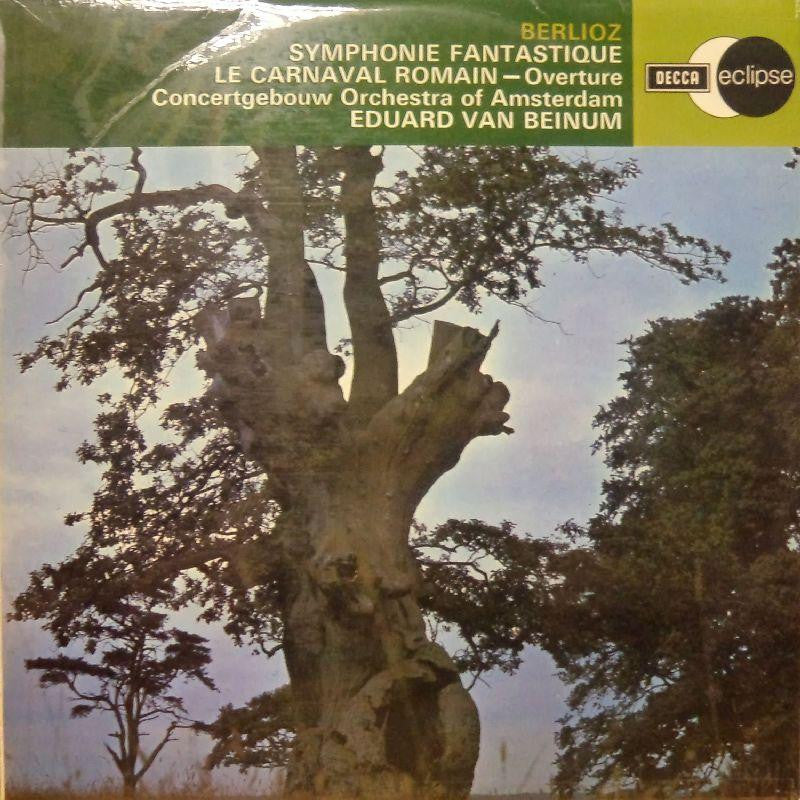 BERLIOZ
SYMPHONIE FANTASTIQUE
LE CARNAVAL ROMAIN—Overture
Concertgebouw Orchestra of Amsterdam
EDUARD VAN BEINUM
DECCA eclipse